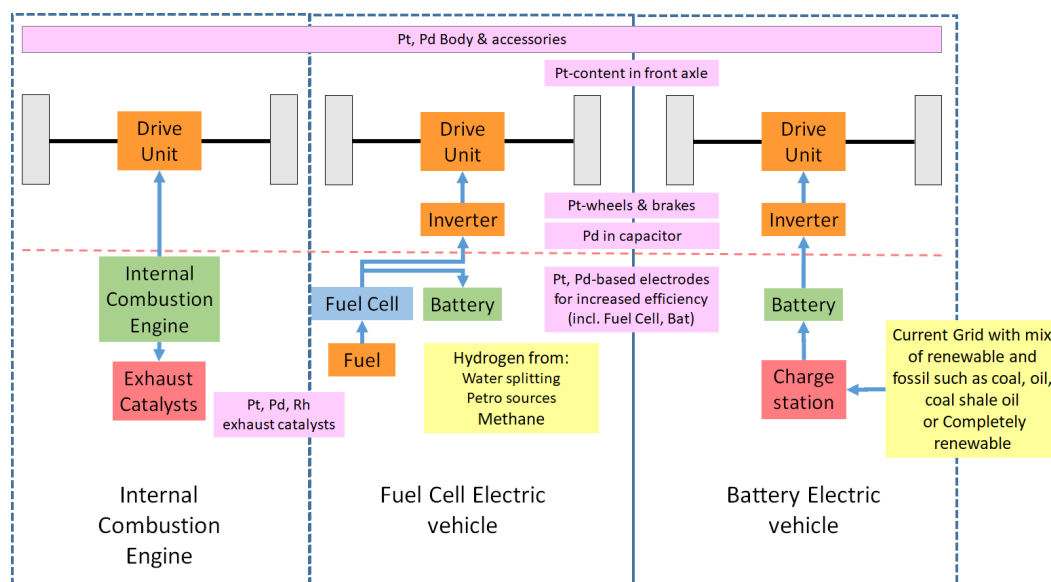 Pt, Pd Body & accessories
Pt-content in front axle
Drive
Unit
Drive
Unit
Drive
Unit
Pt-wheels & brakes
Inverter
Inverter
Pd in capacitor
Internal
Combustion
Engine
Fuel Cell
Battery
Pt, Pd-based electrodes
for increased efficiency
(incl. Fuel Cell, Bat)
Battery
Exhaust
Catalysts
Fuel
Hydrogen from:
Water splitting
Petro sources
Methane
Charge
station
Current Grid with mix
of renewable and
fossil such as coal, oil,
coal shale oil
or Completely
renewable
Pt, Pd, Rh
exhaust catalysts
Internal
Combustion
Engine
Fuel Cell Electric
vehicle
Battery Electric
vehicle